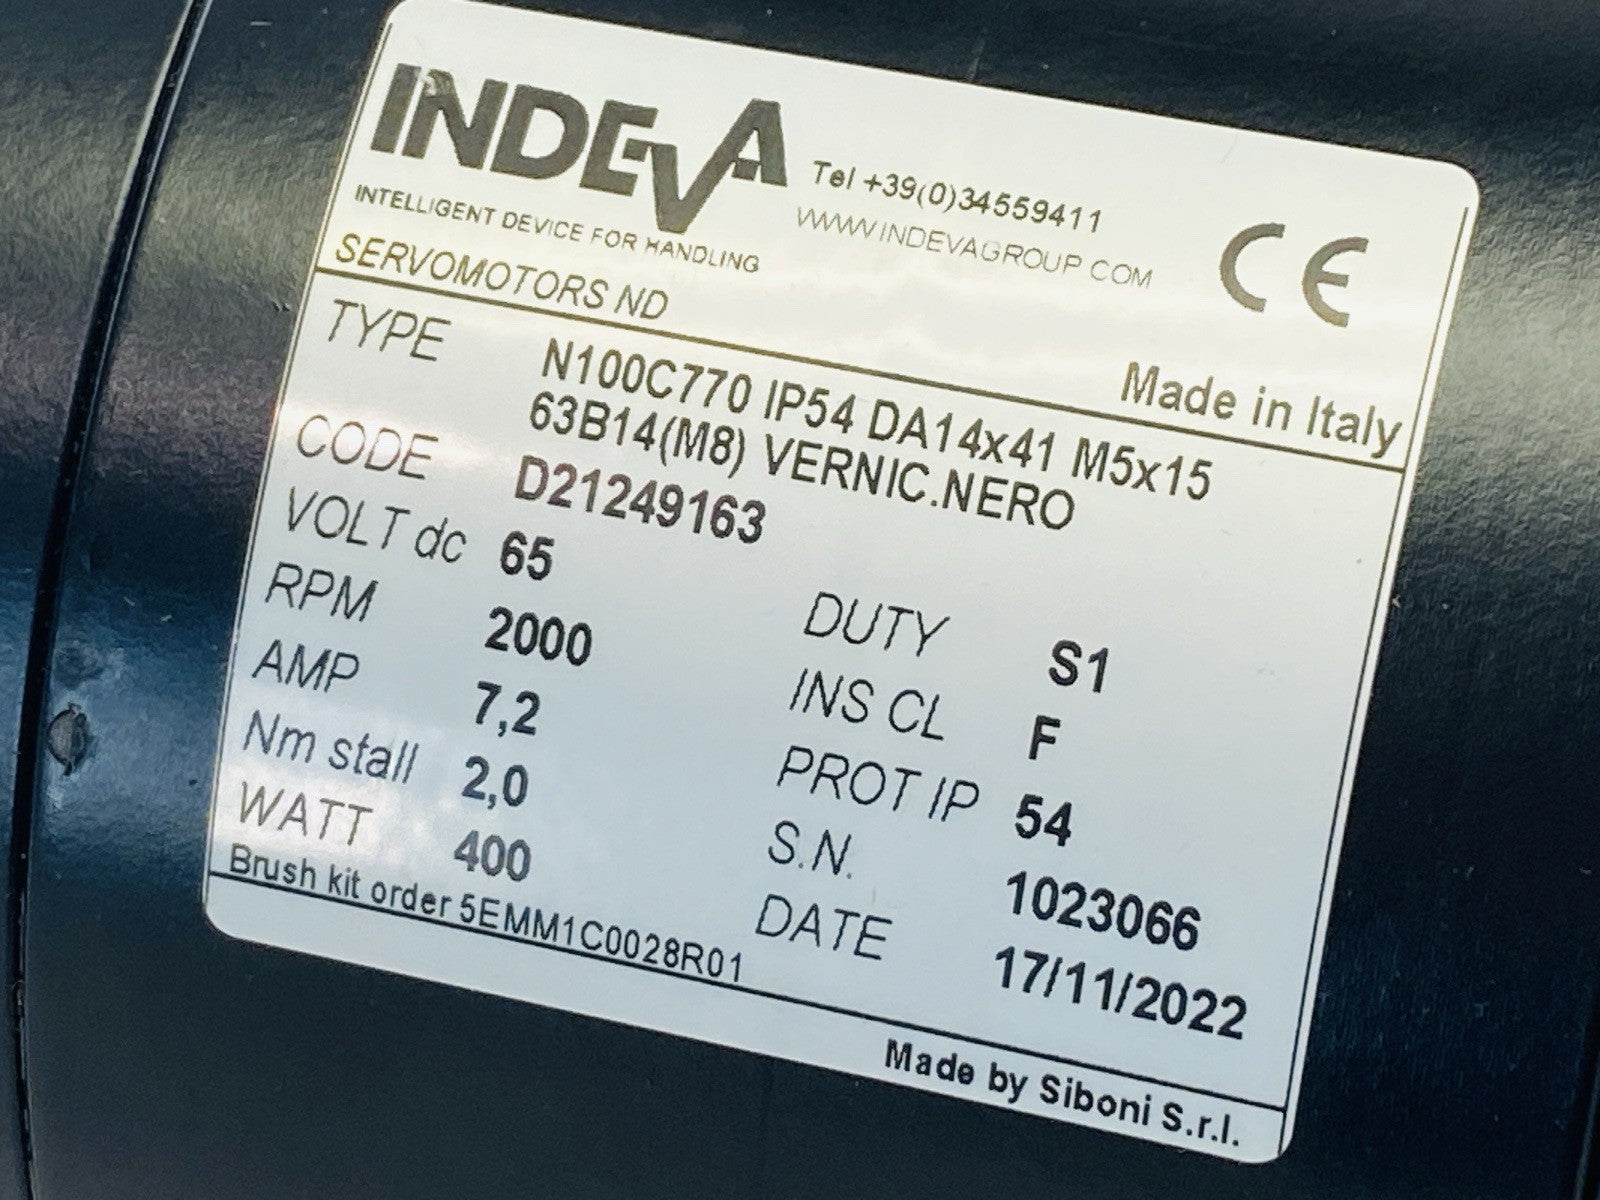 INDEVA
INTELLIGENT DEVICE FOR HANDLING
Tel +39(0)34559411
WWW.INDEVAGROUP.COM
CE
SERVOMOTORS ND
Made in Italy
TYPE N100C770 IP54 DA14x41 M5x15
63B14(M8) VERNIC.NERO
CODE D21249163
VOLT dc 65
RPM 2000
AMP 7,2
Nm stall 2,0
WATT 400
DUTY S1
INS CL F
PROT IP 54
S.N. 1023066
DATE 17/11/2022
Brush kit order 5EMM1C0028R01
Made by Siboni S.r.l.